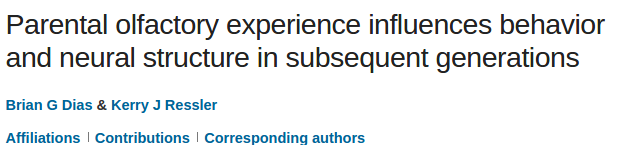 Parental olfactory experience influences behavior
and neural structure in subsequent generations
Brian G Dias & Kerry J Ressler
Affiliations | Contributions | Corresponding authors